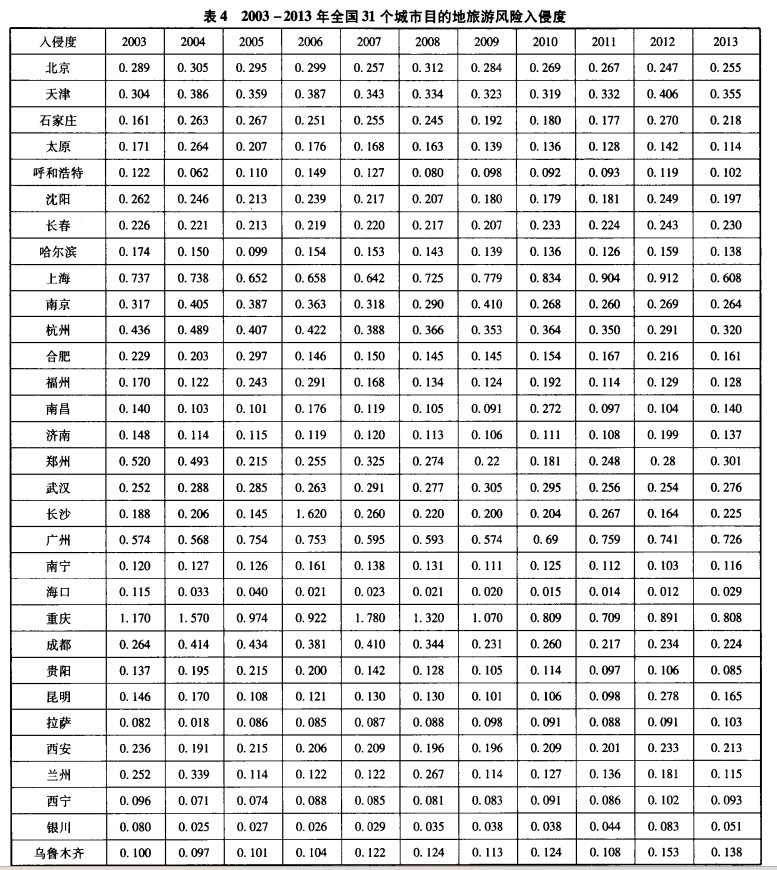 表 4 2003 - 2013 年全国 31 个城市目的地旅游风险入侵度
入侵度 2003 2004 2005 2006 2007 2008 2009 2010 2011 2012 2013
北京 0.289 0.305 0.295 0.299 0.257 0.312 0.284 0.269 0.267 0.247 0.255
天津 0.304 0.386 0.359 0.387 0.343 0.334 0.323 0.319 0.332 0.406 0.355
石家庄 0.161 0.263 0.267 0.251 0.255 0.245 0.192 0.180 0.177 0.270 0.218
太原 0.171 0.264 0.207 0.176 0.168 0.163 0.139 0.136 0.128 0.142 0.114
呼和浩特 0.122 0.062 0.110 0.149 0.127 0.080 0.098 0.092 0.093 0.119 0.102
沈阳 0.262 0.246 0.213 0.239 0.217 0.207 0.180 0.179 0.181 0.249 0.197
长春 0.226 0.221 0.213 0.219 0.220 0.217 0.207 0.233 0.224 0.243 0.230
哈尔滨 0.174 0.150 0.099 0.154 0.153 0.143 0.139 0.136 0.126 0.159 0.138
上海 0.737 0.738 0.652 0.658 0.642 0.725 0.779 0.834 0.904 0.912 0.608
南京 0.317 0.405 0.387 0.363 0.318 0.290 0.410 0.268 0.260 0.269 0.264
杭州 0.436 0.489 0.407 0.422 0.388 0.366 0.353 0.364 0.350 0.291 0.320
合肥 0.229 0.203 0.297 0.146 0.150 0.145 0.145 0.154 0.167 0.216 0.161
福州 0.170 0.122 0.243 0.291 0.168 0.134 0.124 0.192 0.114 0.129 0.128
南昌 0.140 0.103 0.101 0.176 0.119 0.105 0.091 0.272 0.097 0.104 0.140
济南 0.148 0.114 0.115 0.119 0.120 0.113 0.106 0.111 0.108 0.199 0.137
郑州 0.520 0.493 0.215 0.255 0.325 0.274 0.22 0.181 0.248 0.28 0.301
武汉 0.252 0.288 0.285 0.263 0.291 0.277 0.305 0.295 0.256 0.254 0.276
长沙 0.188 0.206 0.145 1.620 0.260 0.220 0.200 0.204 0.267 0.164 0.225
广州 0.574 0.568 0.754 0.753 0.595 0.593 0.574 0.69 0.759 0.741 0.726
南宁 0.120 0.127 0.126 0.161 0.138 0.131 0.111 0.125 0.112 0.103 0.116
海口 0.115 0.033 0.040 0.021 0.023 0.021 0.020 0.015 0.014 0.012 0.029
重庆 1.170 1.570 0.974 0.922 1.780 1.320 1.070 0.809 0.709 0.891 0.808
成都 0.264 0.414 0.434 0.381 0.410 0.344 0.231 0.260 0.217 0.234 0.224
贵阳 0.137 0.195 0.215 0.200 0.142 0.128 0.105 0.114 0.097 0.106 0.085
昆明 0.146 0.170 0.108 0.121 0.130 0.130 0.101 0.106 0.098 0.278 0.165
拉萨 0.082 0.018 0.086 0.085 0.087 0.088 0.098 0.091 0.088 0.091 0.103
西安 0.236 0.191 0.215 0.206 0.209 0.196 0.196 0.209 0.201 0.233 0.213
兰州 0.252 0.339 0.114 0.122 0.122 0.267 0.114 0.127 0.136 0.181 0.115
西宁 0.096 0.071 0.074 0.088 0.085 0.081 0.083 0.091 0.086 0.102 0.093
银川 0.080 0.025 0.027 0.026 0.029 0.035 0.038 0.038 0.044 0.083 0.051
乌鲁木齐 0.100 0.097 0.101 0.104 0.122 0.124 0.113 0.124 0.108 0.153 0.138